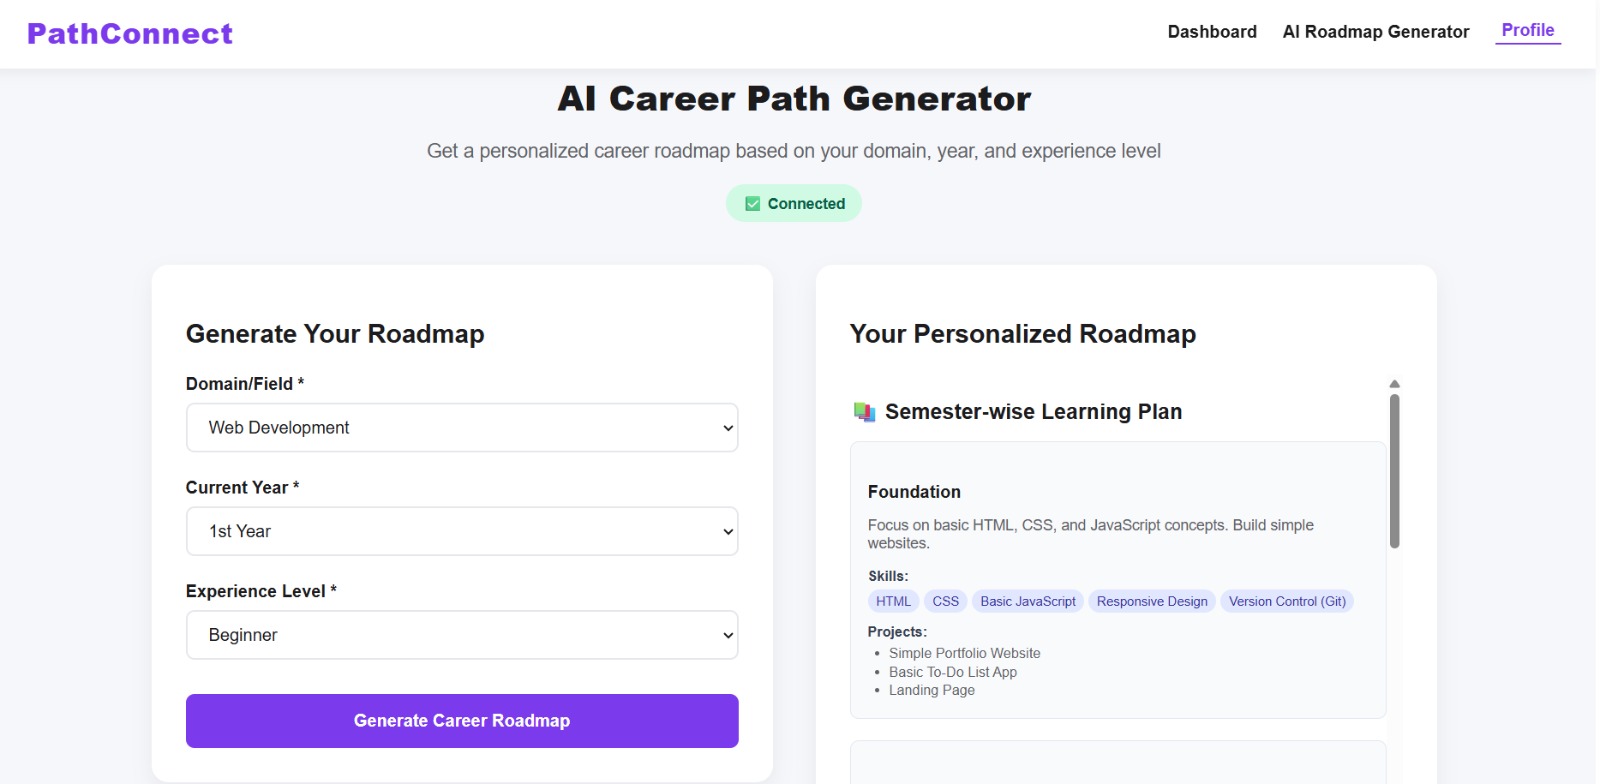 PathConnect
Dashboard
AI Roadmap Generator
Profile
AI Career Path Generator
Get a personalized career roadmap based on your domain, year, and experience level
✅ Connected
Generate Your Roadmap
Domain/Field *
Web Development
Current Year *
1st Year
Experience Level *
Beginner
Generate Career Roadmap
Your Personalized Roadmap
📚 Semester-wise Learning Plan
Foundation
Focus on basic HTML, CSS, and JavaScript concepts. Build simple
websites.
Skills:
HTML CSS Basic JavaScript Responsive Design Version Control (Git)
Projects:
• Simple Portfolio Website
• Basic To-Do List App
• Landing Page